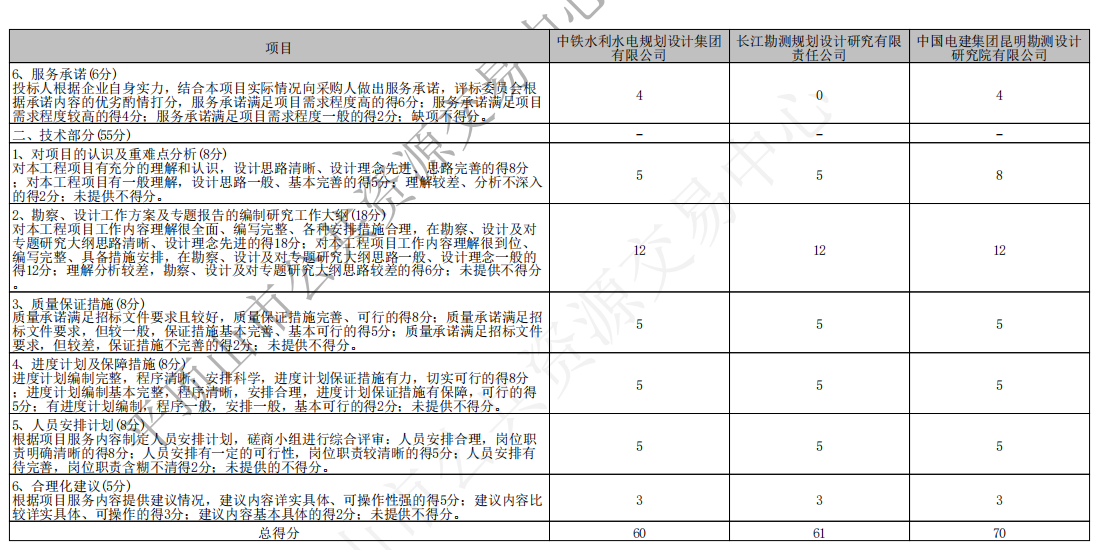 项目
中铁水利水电规划设计集团
有限公司
长江勘测规划设计研究有限
责任公司
中国电建集团昆明勘测设计
研究院有限公司
6、服务承诺(6分)
投标人根据企业自身实力，结合本项目实际情况向采购人做出服务承诺，评标委员会根
据承诺内容的优劣酌情打分，服务承诺满足项目需求程度高的得6分；服务承诺满足项目
需求程度较高的得4分；服务承诺满足项目需求程度一般的得2分；缺项不得分。
4
0
4
二、技术部分(55分)
－
－
－
1、对项目的认识及重难点分析(8分)
对本工程项目有充分的理解和认识，设计思路清晰、设计理念先进、思路完善的得8分
；对本工程项目有一般理解，设计思路一般、基本完善的得5分；理解较差、分析不深入
的得2分；未提供不得分。
5
5
8
2、勘察、设计工作方案及专题报告的编制研究工作大纲(18分)
对本工程项目工作内容理解很全面、编写完整、各种安排措施合理，在勘察、设计及对
专题研究大纲思路清晰、设计理念先进的得18分；对本工程项目工作内容理解很到位、
编写完整、具备措施安排，在勘察、设计及对专题研究大纲思路一般、设计理念一般的
得12分；理解分析较差，勘察、设计及对专题研究大纲思路较差的得6分；未提供不得分
。
12
12
12
3、质量保证措施(8分)
质量承诺满足招标文件要求且较好，质量保证措施完善、可行的得8分；质量承诺满足招
标文件要求，但较一般，保证措施基本完善、基本可行的得5分；质量承诺满足招标文件
要求，但较差，保证措施不完善的得2分；未提供不得分。
5
5
5
4、进度计划及保障措施(8分)
进度计划编制完整，程序清晰，安排科学，进度计划保证措施有力，切实可行的得8分
；进度计划编制基本完整，程序清晰，安排合理，进度计划保证措施有保障，可行的得
5分；有进度计划编制，程序一般，安排一般，基本可行的得2分；未提供不得分。
5
5
5
5、人员安排计划(8分)
根据项目服务内容制定人员安排计划，磋商小组进行综合评审：人员安排合理，岗位职
责明确清晰的得8分；人员安排有一定的可行性，岗位职责较清晰的得5分；人员安排有
待完善，岗位职责含糊不清得2分；未提供的不得分。
5
5
5
6、合理化建议(5分)
根据项目服务内容提供建议情况，建议内容详实具体、可操作性强的得5分；建议内容比
较详实具体、可操作的得3分；建议内容基本具体的得2分；未提供不得分。
3
3
3
总得分
60
61
70
平顶山市公共资源交易中心
山市公共资源交易中心